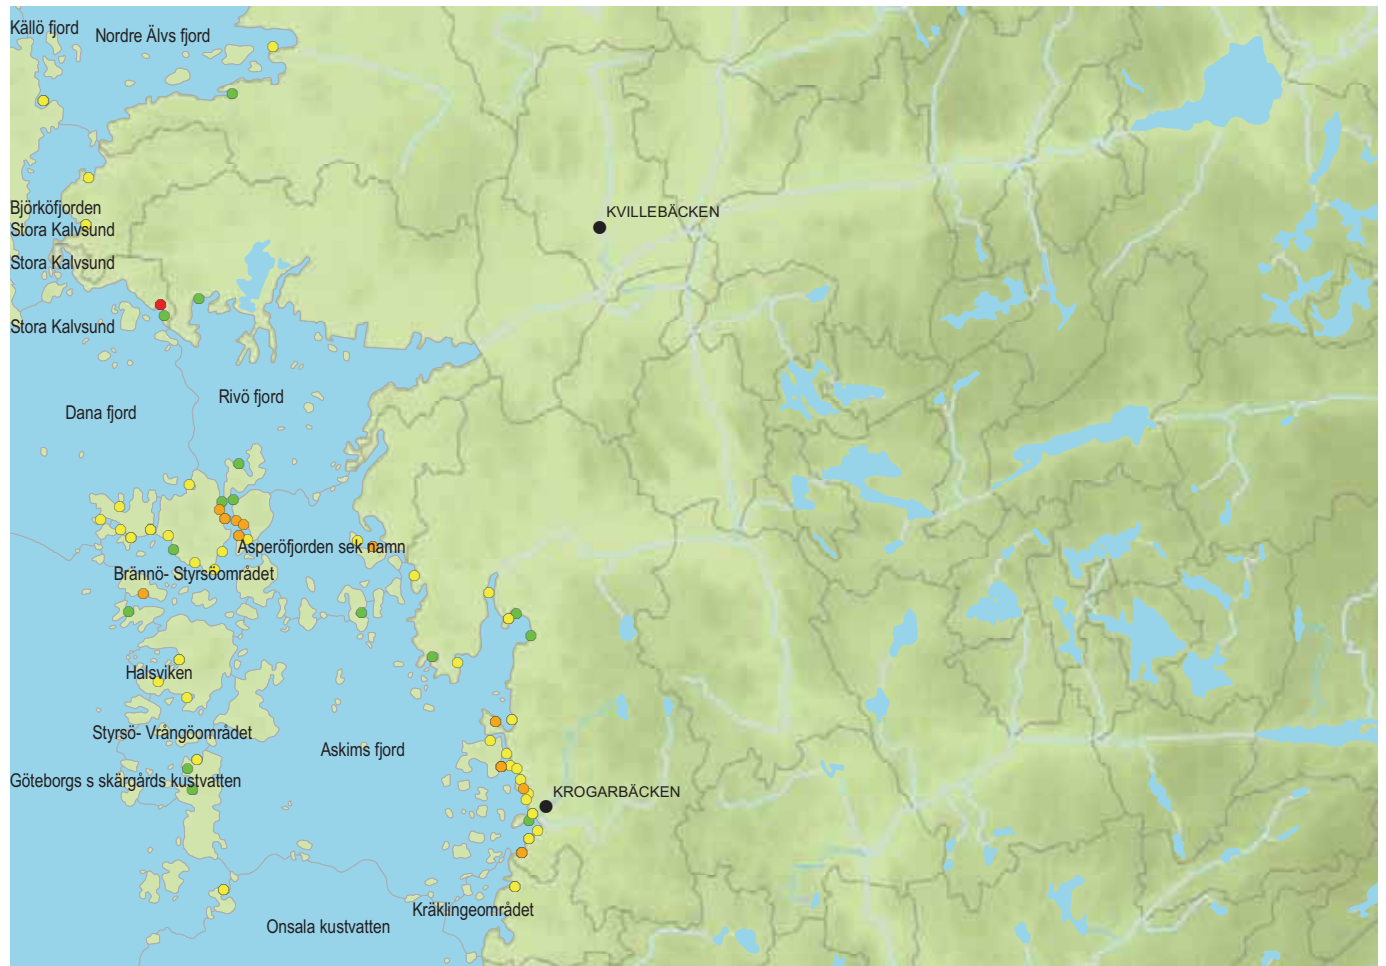 Källö fjord
Nordre Älvs fjord
Björköfjorden
KVILLEBÄCKEN
Stora Kalvsund
Stora Kalvsund
Stora Kalvsund
Rivö fjord
Dana fjord
Asperöfjorden sek namn
Brännö- Styrsöområdet
Halsviken
Styrsö- Vrångöområdet
Askims fjord
Göteborgs s skärgårds kustvatten
KROGARBÄCKEN
Kräklingeområdet
Onsala kustvatten